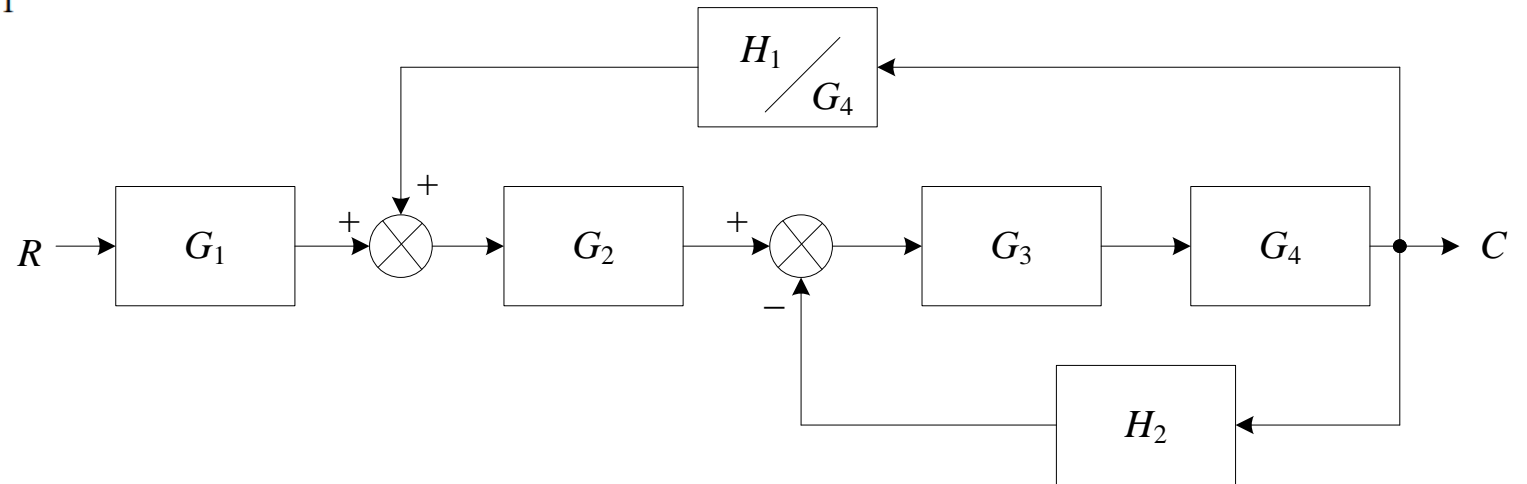 1
H₁
G₄
+
R
G₁
+
G₂
+
G₃
G₄
C
−
H₂